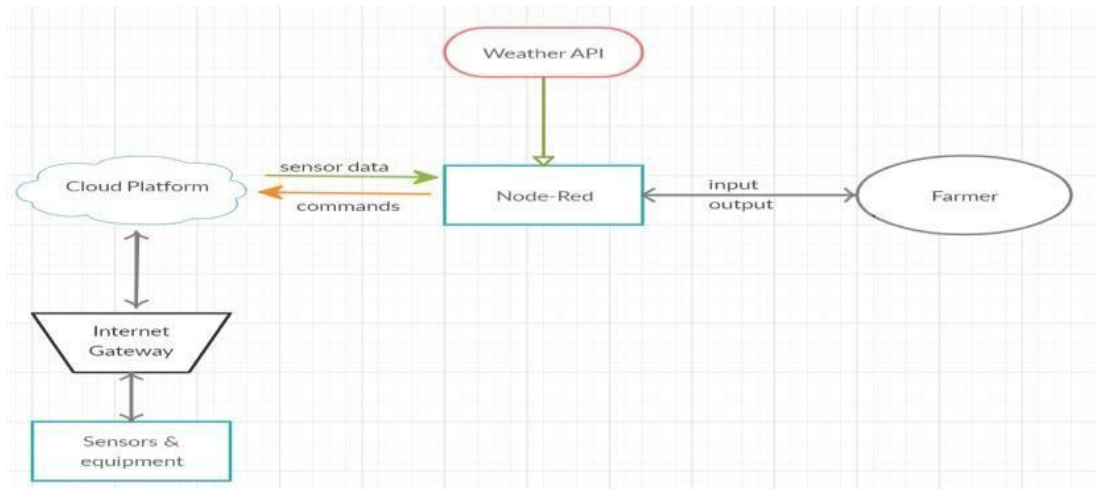 Weather API
sensor data
Cloud Platform
commands
Node-Red
input
output
Farmer
Internet
Gateway
Sensors &
equipment